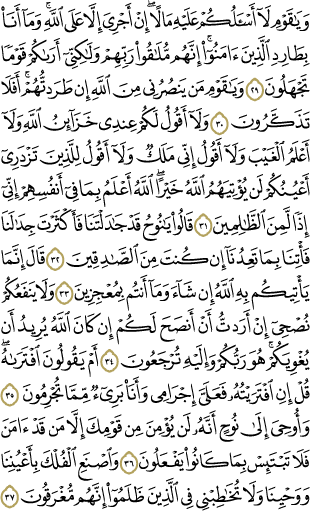 وَيَٰقَوۡمِ لَآ أَسۡـَٔلُكُمۡ عَلَيۡهِ مَالًاۖ إِنۡ أَجۡرِيَ إِلَّا عَلَى ٱللَّهِۚ وَمَآ أَنَا۠
بِطَارِدِ ٱلَّذِينَ ءَامَنُوٓاْۚ إِنَّهُم مُّلَٰقُواْ رَبِّهِمۡ وَلَٰكِنِّيٓ أَرَىٰكُمۡ قَوۡمٗا
تَجۡهَلُونَ ٢٩ وَيَٰقَوۡمِ مَن يَنصُرُنِي مِنَ ٱللَّهِ إِن طَرَدتُّهُمۡۚ أَفَلَا
تَذَكَّرُونَ ٣٠ وَلَآ أَقُولُ لَكُمۡ عِندِي خَزَآئِنُ ٱللَّهِ وَلَآ
أَعۡلَمُ ٱلۡغَيۡبَ وَلَآ أَقُولُ إِنِّي مَلَكٞ وَلَآ أَقُولُ لِلَّذِينَ تَزۡدَرِيٓ
أَعۡيُنُكُمۡ لَن يُؤۡتِيَهُمُ ٱللَّهُ خَيۡرًاۖ ٱللَّهُ أَعۡلَمُ بِمَا فِيٓ أَنفُسِهِمۡ إِنِّيٓ
إِذٗا لَّمِنَ ٱلظَّٰلِمِينَ ٣١ قَالُواْ يَٰنُوحُ قَدۡ جَٰدَلۡتَنَا فَأَكۡثَرۡتَ جِدَٰلَنَا
فَأۡتِنَا بِمَا تَعِدُنَآ إِن كُنتَ مِنَ ٱلصَّٰدِقِينَ ٣٢ قَالَ إِنَّمَا
يَأۡتِيكُم بِهِ ٱللَّهُ إِن شَآءَ وَمَآ أَنتُم بِمُعۡجِزِينَ ٣٣ وَلَا يَنفَعُكُمۡ
نُصۡحِيٓ إِنۡ أَرَدتُّ أَنۡ أَنصَحَ لَكُمۡ إِن كَانَ ٱللَّهُ يُرِيدُ أَن
يُغۡوِيَكُمۡۚ هُوَ رَبُّكُمۡ وَإِلَيۡهِ تُرۡجَعُونَ ٣٤ أَمۡ يَقُولُونَ ٱفۡتَرَىٰهُۖ
قُلۡ إِنِ ٱفۡتَرَيۡتُهُۥ فَعَلَيَّ إِجۡرَامِي وَأَنَا۠ بَرِيٓءٞ مِّمَّا تُجۡرِمُونَ ٣٥
وَأُوحِيَ إِلَىٰ نُوحٍ أَنَّهُۥ لَن يُؤۡمِنَ مِن قَوۡمِكَ إِلَّا مَن قَدۡ ءَامَنَ
فَلَا تَبۡتَئِسۡ بِمَا كَانُواْ يَفۡعَلُونَ ٣٦ وَٱصۡنَعِ ٱلۡفُلۡكَ بِأَعۡيُنِنَا
وَوَحۡيِنَا وَلَا تُخَٰطِبۡنِي فِي ٱلَّذِينَ ظَلَمُوٓاْ إِنَّهُم مُّغۡرَقُونَ ٣٧